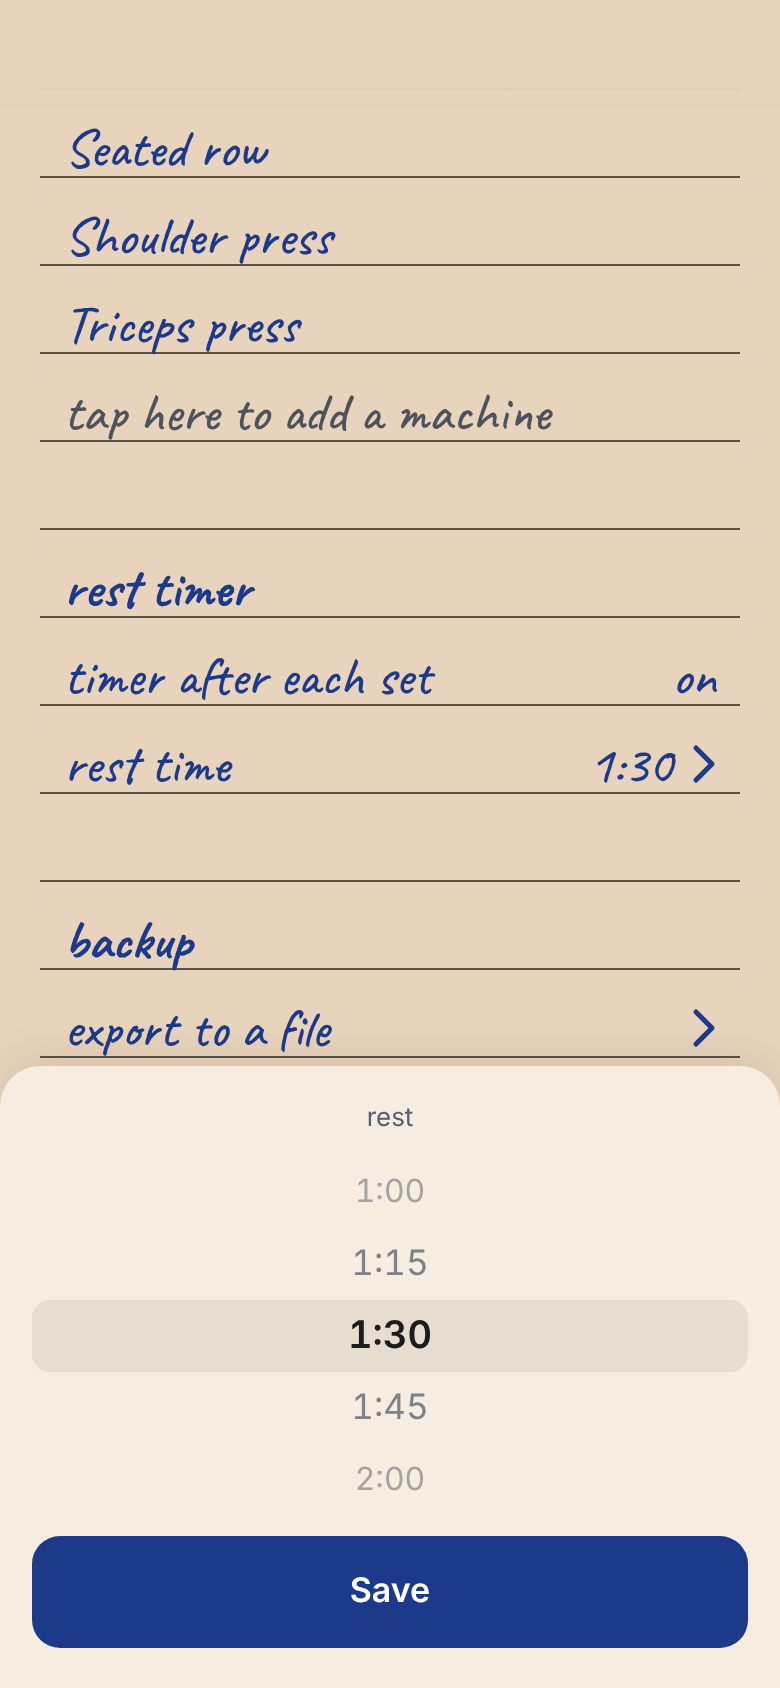 Seated row
Shoulder press
Triceps press
tap here to add a machine
rest timer
timer after each set on
rest time 1:30
backup
export to a file
rest
1:00
1:15
1:30
1:45
2:00
Save